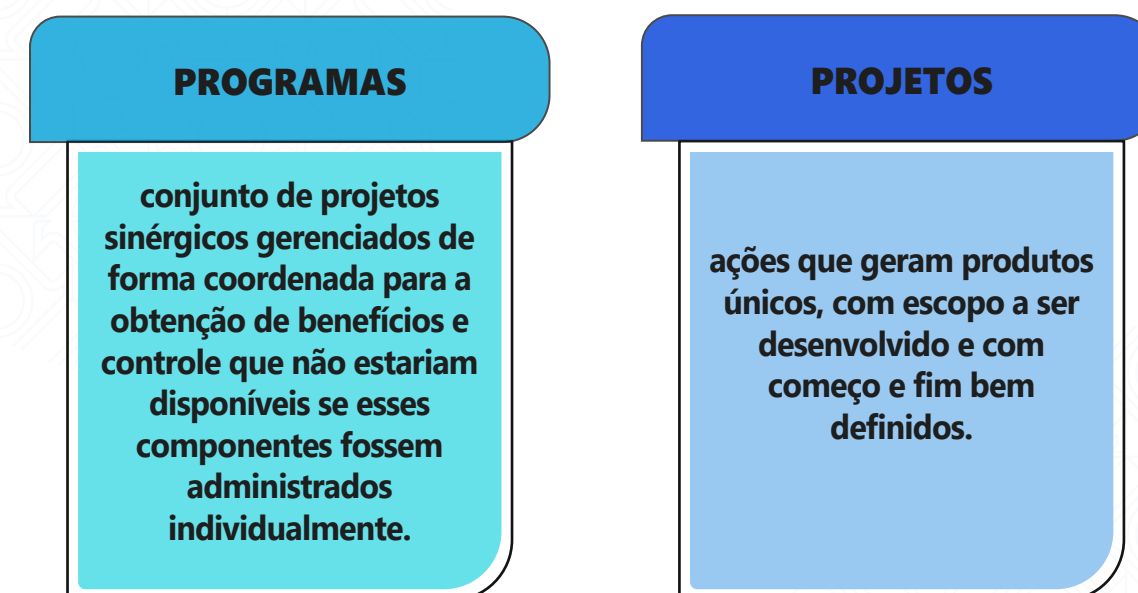 PROGRAMAS
conjunto de projetos
sinérgicos gerenciados de
forma coordenada para a
obtenção de benefícios e
controle que não estariam
disponíveis se esses
componentes fossem
administrados
individualmente.
PROJETOS
ações que geram produtos
únicos, com escopo a ser
desenvolvido e com
começo e fim bem
definidos.